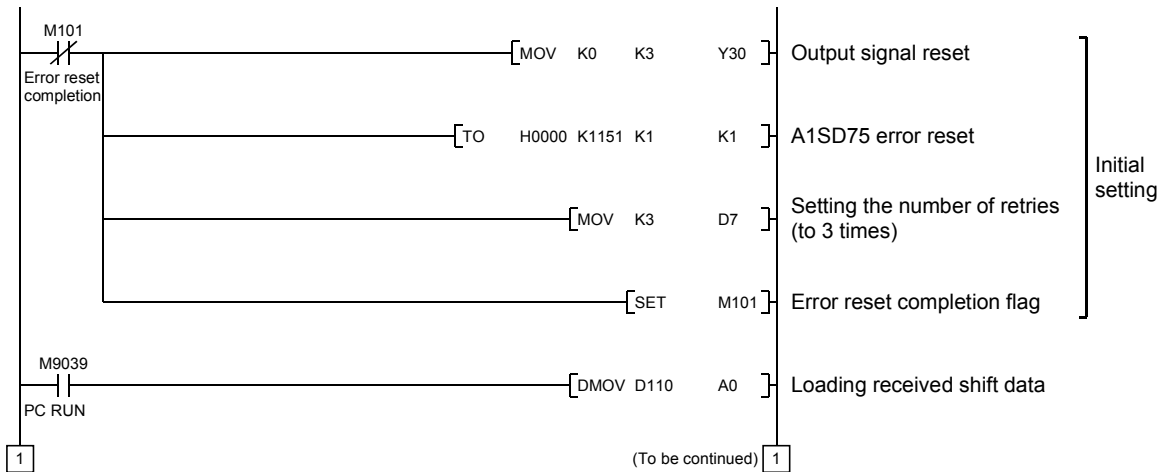 M101
[MOV K0 K3 Y30] Output signal reset
Error reset
completion
[TO H0000 K1151 K1 K1] A1SD75 error reset
Initial
setting
[MOV K3 D7] Setting the number of retries
(to 3 times)
[SET M101] Error reset completion flag
M9039
[DMOV D110 A0] Loading received shift data
PC RUN
1 (To be continued) 1